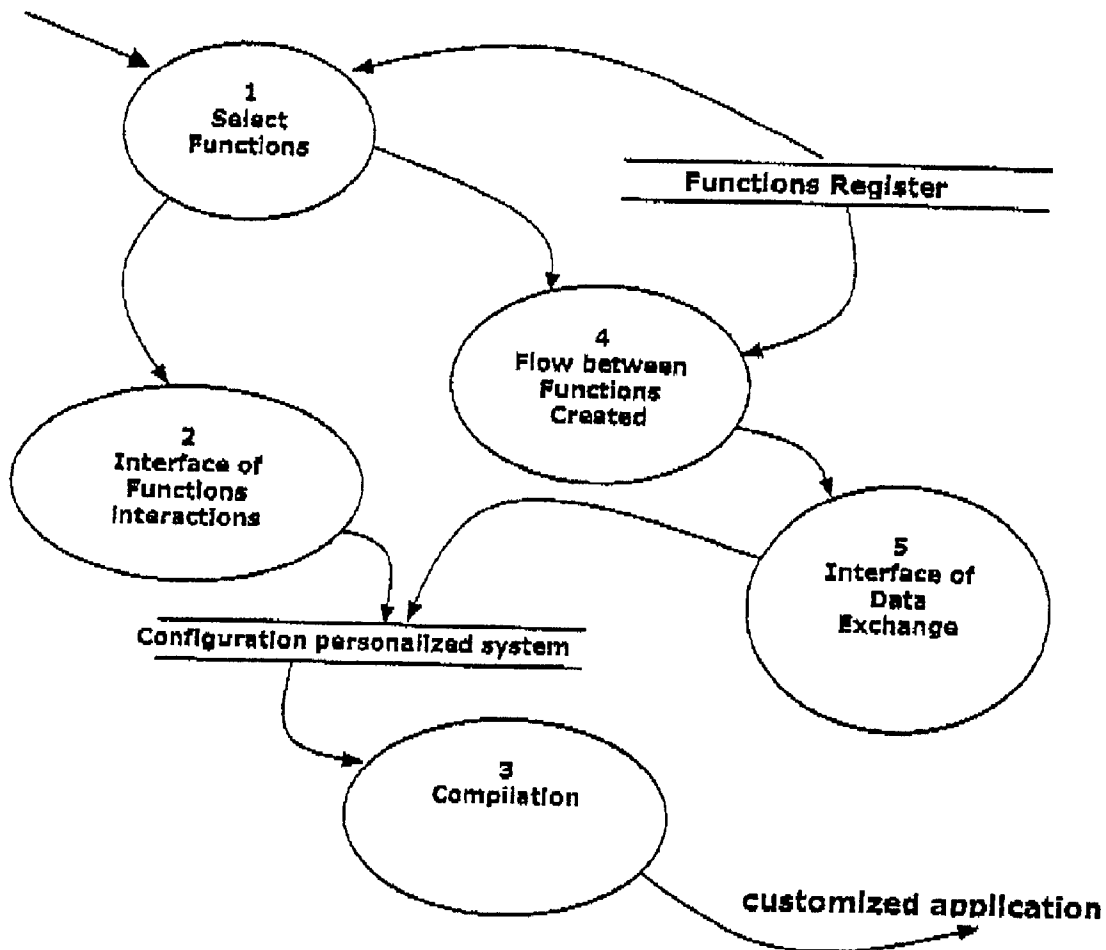 1
Select
Functions
Functions Register
4
Flow between
Functions
Created
2
Interface of
Functions
Interactions
5
Interface of
Data
Exchange
Configuration personalized system
3
Compilation
customized application